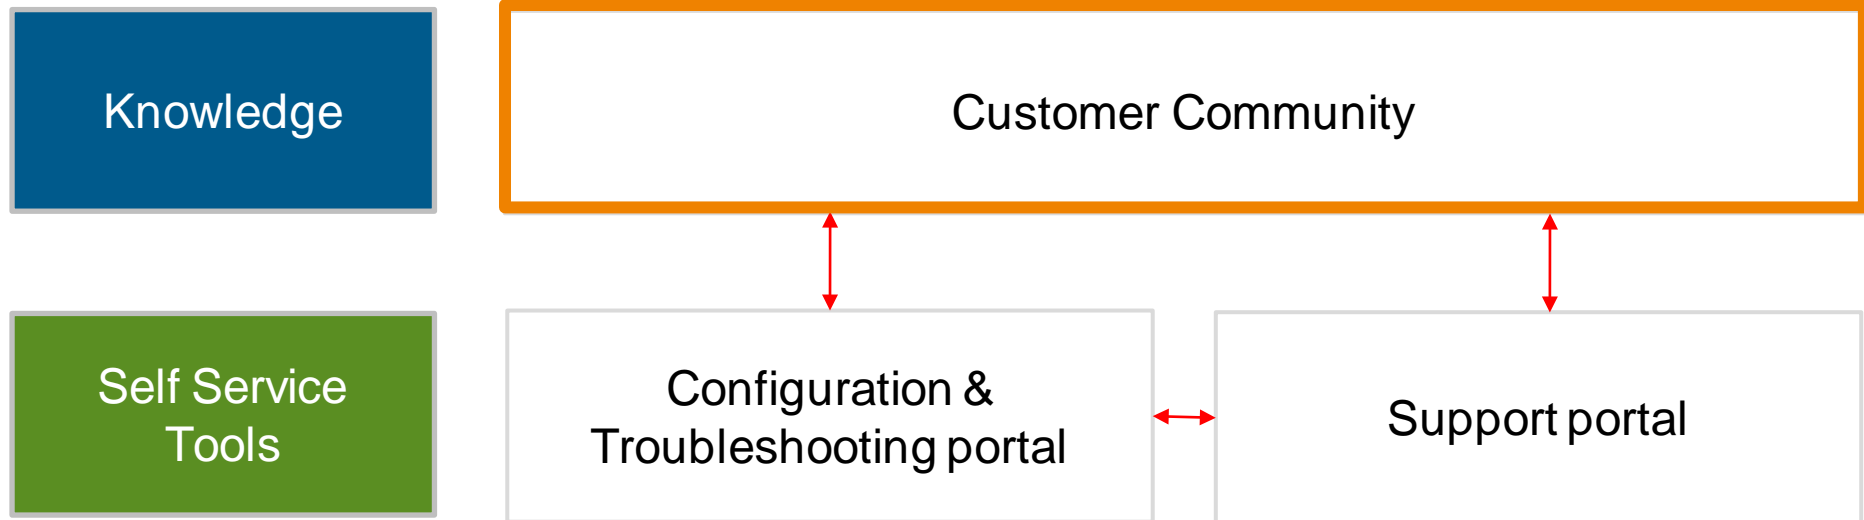 Knowledge
Customer Community
Self Service
Tools
Configuration &
Troubleshooting portal
Support portal